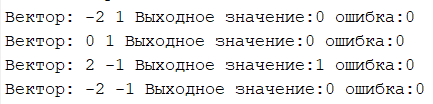 Вектор: -2 1 Выходное значение:0 ошибка:0
Вектор: 0 1 Выходное значение:0 ошибка:0
Вектор: 2 -1 Выходное значение:1 ошибка:0
Вектор: -2 -1 Выходное значение:0 ошибка:0